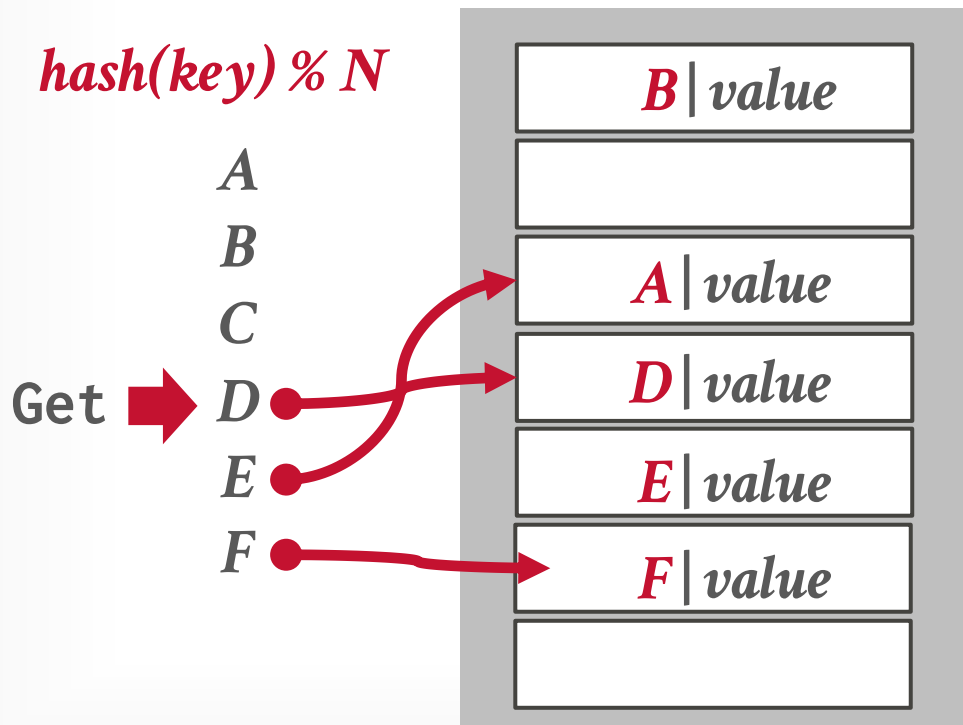 hash(key) % N
A
B
C
Get D
E
F
B|value
A|value
D|value
E|value
F|value